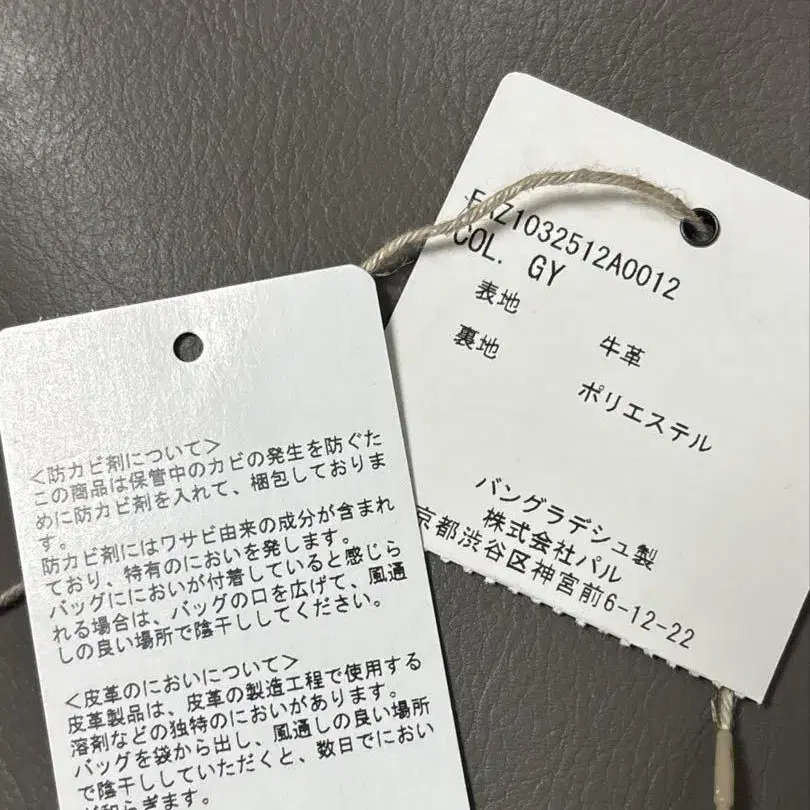 <防カビ剤について>
この商品は保管中のカビの発生を防ぐた
めに防カビ剤を入れて、梱包しておりま
す。
防カビ剤にはワサビ由来の成分が含まれ
ており、特有のにおいを発します。
バッグににおいが付着していると感じら
れる場合は、バッグの口を広げて、風通
しの良い場所で陰干ししてください。
<皮革のにおいについて>
皮革製品は、皮革の製造工程で使用する
溶剤などの独特のにおいがあります。
バッグを袋から出し、風通しの良い場所
で陰干ししていただくと、数日でにおい
が和らぎます。
Z1032512A0012
COL. GY
表地 牛革
裏地 ポリエステル
バングラデシュ製
株式会社パル
京都渋谷区神宮前6-12-22